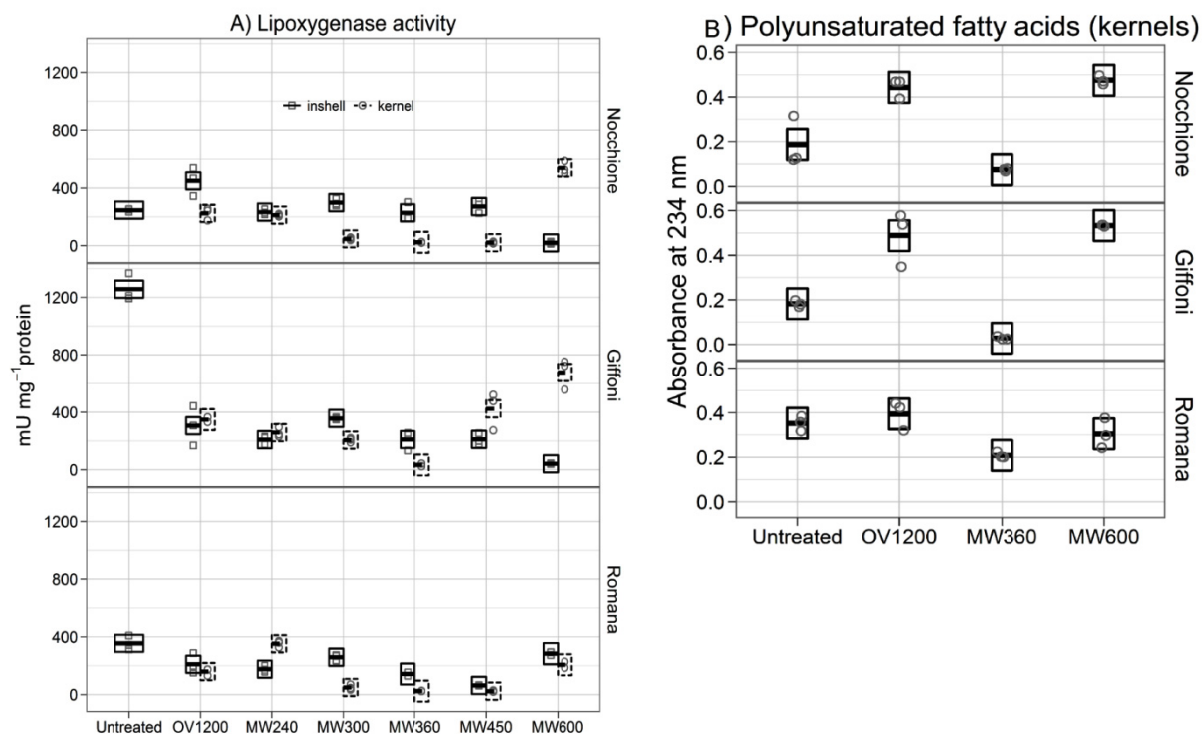 A) Lipoxygenase activity
1200
800
400
0
inshell
kernel
Nocchione
1200
800
400
0
Giffoni
1200
800
400
0
Romana
mU mg⁻¹protein
Untreated OV1200 MW240 MW300 MW360 MW450 MW600
B) Polyunsaturated fatty acids (kernels)
0.6
0.4
0.2
0.0
Nocchione
0.6
0.4
0.2
0.0
Giffoni
0.6
0.4
0.2
0.0
Romana
Absorbance at 234 nm
Untreated OV1200 MW360 MW600